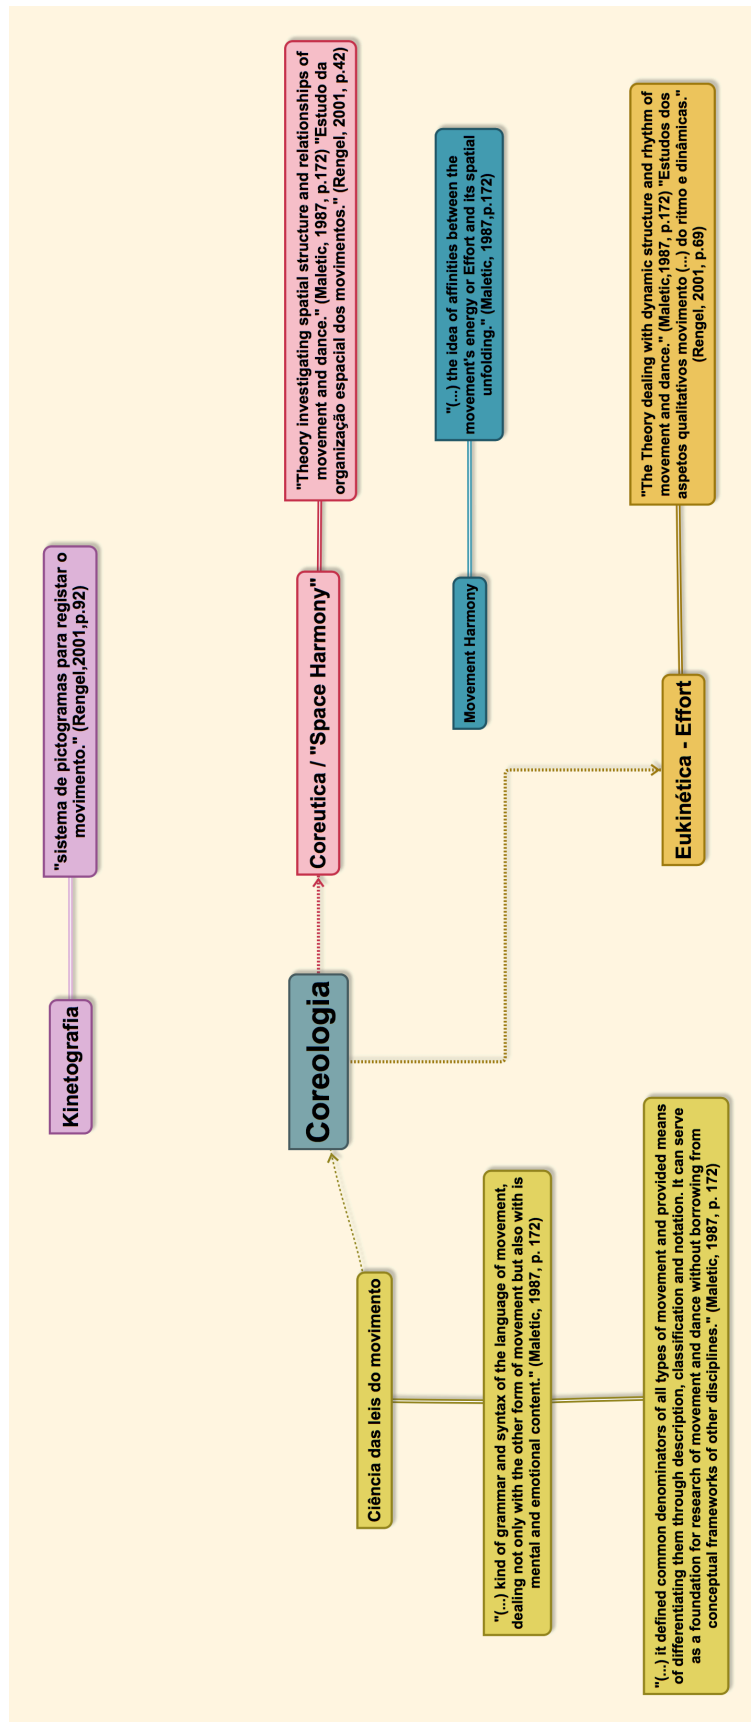 Kinetografia
"sistema de pictogramas para registar o
movimento." (Rengel,2001,p.92)
Coreologia
Coreutica / "Space Harmony"
"Theory investigating spatial structure and relationships of
movement and dance." (Maletic, 1987, p.172) "Estudo da
organização espacial dos movimentos." (Rengel, 2001, p.42)
Ciência das leis do movimento
Movement Harmony
"(...) the idea of affinities between the
movement's energy or Effort and its spatial
unfolding." (Maletic, 1987,p.172)
"(...) kind of grammar and syntax of the language of movement,
dealing not only with the other form of movement but also with is
mental and emotional content." (Maletic, 1987, p. 172)
Eukinética - Effort
"The Theory dealing with dynamic structure and rhythm of
movement and dance." (Maletic,1987, p.172) "Estudos dos
aspetos qualitativos movimento (...) do ritmo e dinâmicas."
(Rengel, 2001, p.69)
"(...) it defined common denominators of all types of movement and provided means
of differentiating them through description, classification and notation. It can serve
as a foundation for research of movement and dance without borrowing from
conceptual frameworks of other disciplines." (Maletic, 1987, p. 172)